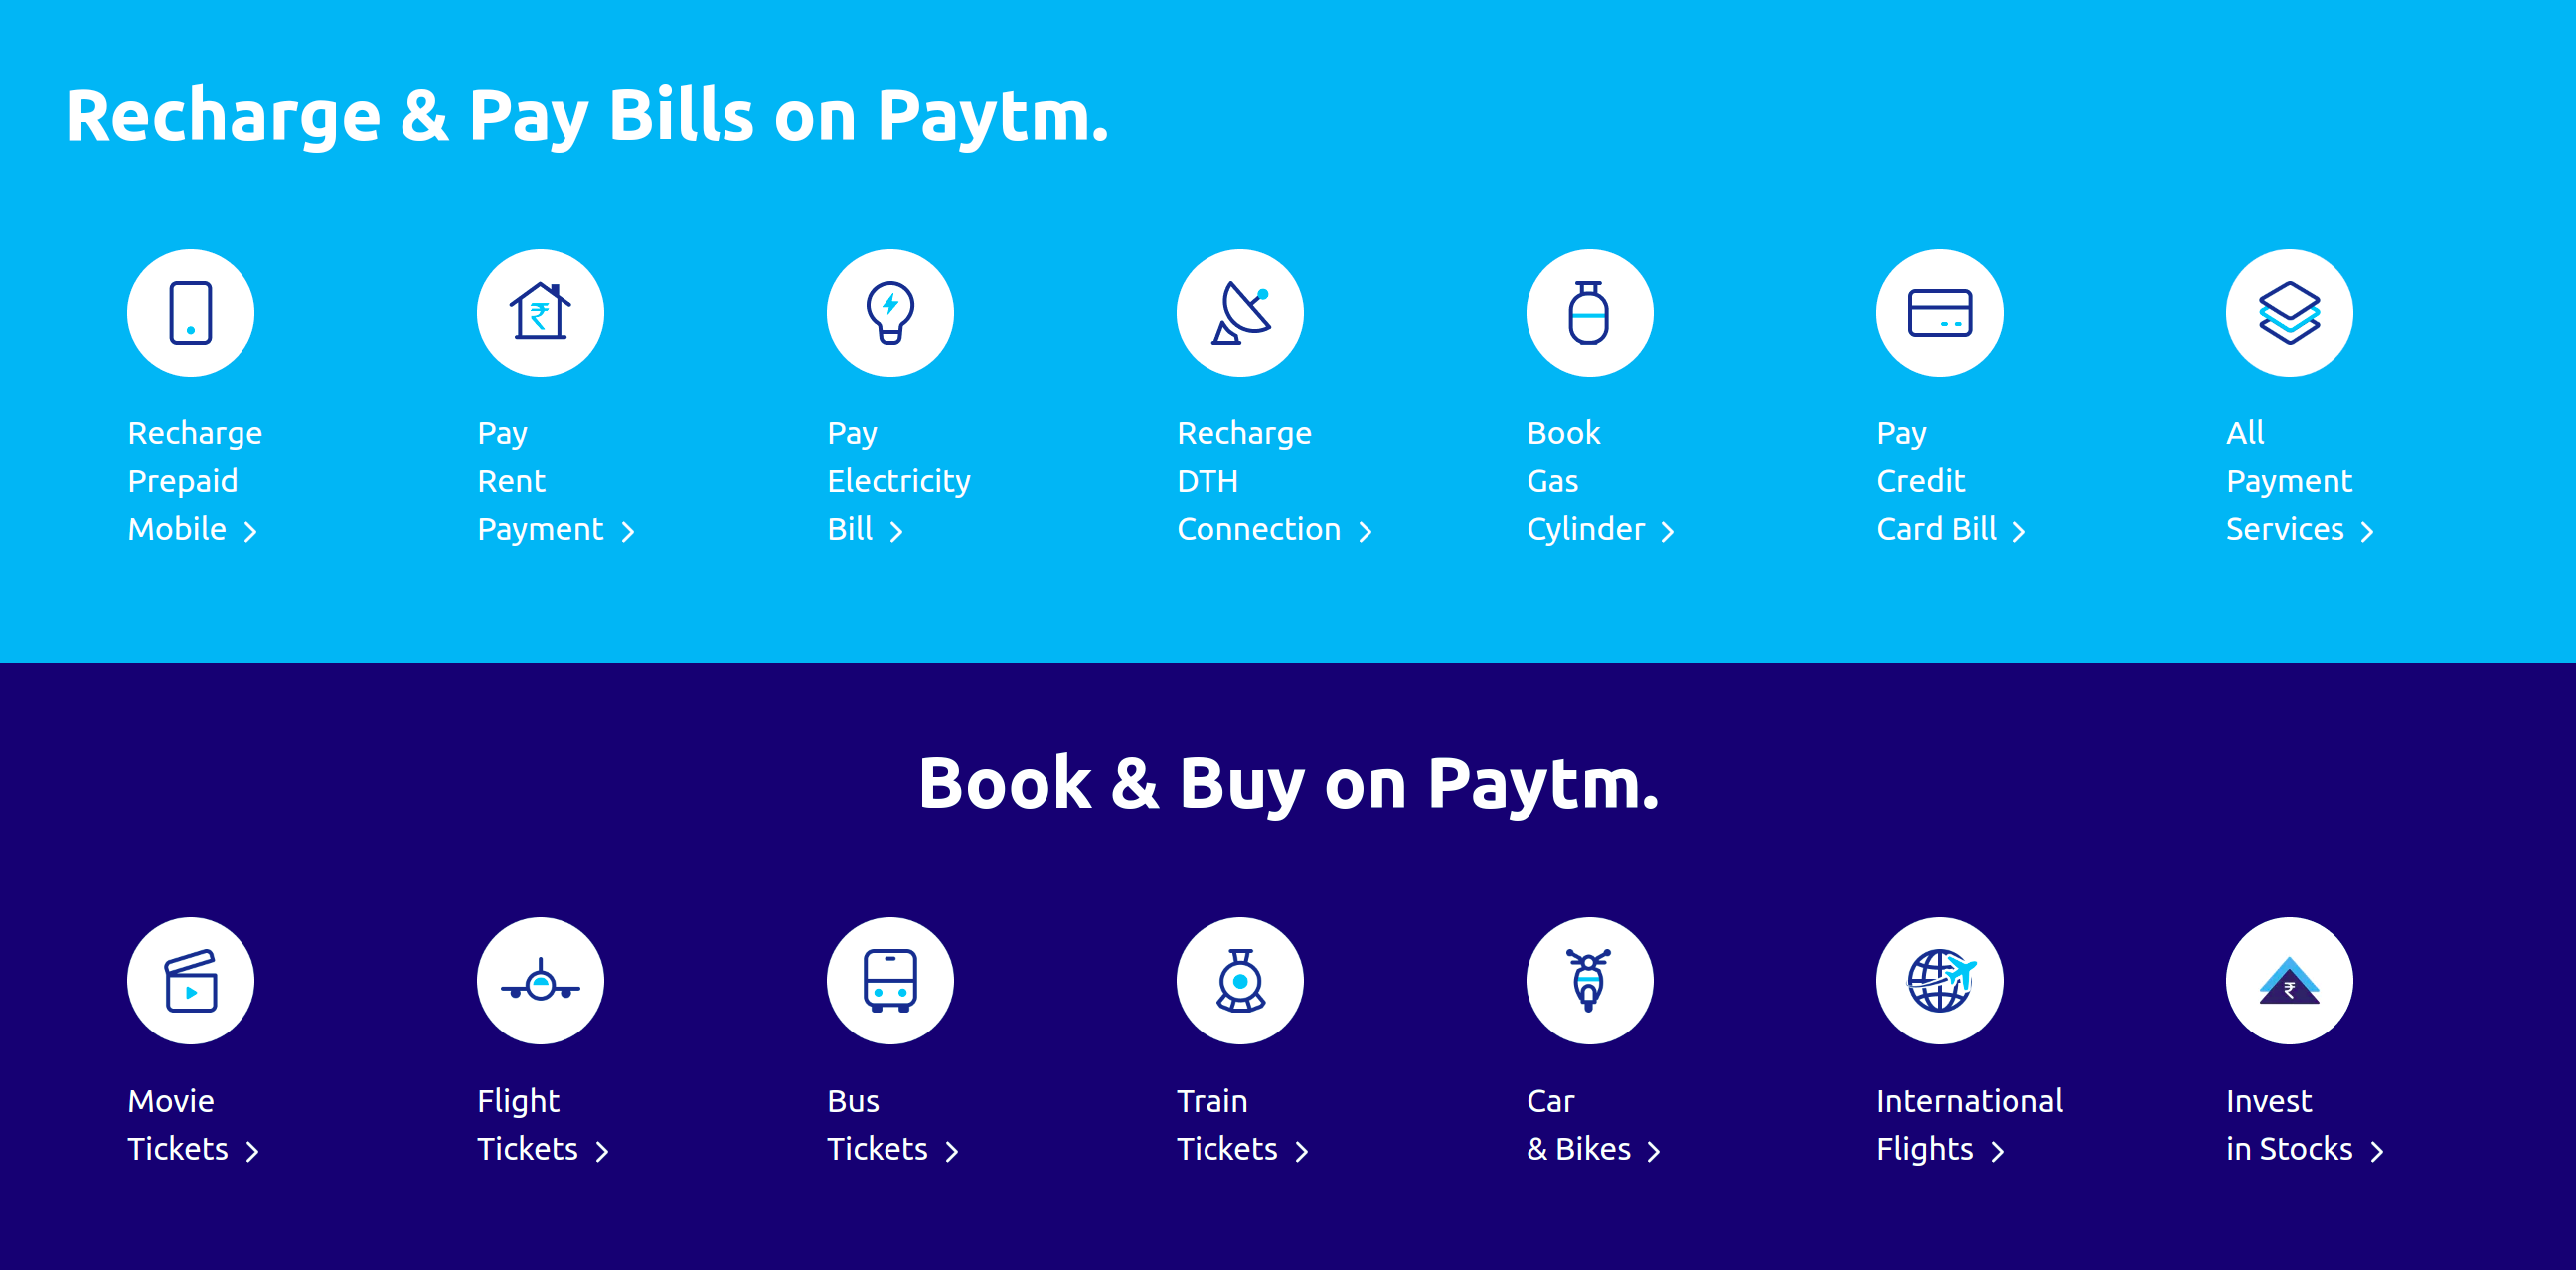 Recharge & Pay Bills on Paytm.
Recharge
Prepaid
Mobile
Pay
Rent
Payment
Pay
Electricity
Bill
Recharge
DTH
Connection
Book
Gas
Cylinder
Pay
Credit
Card Bill
All
Payment
Services
Book & Buy on Paytm.
Movie
Tickets
Flight
Tickets
Bus
Tickets
Train
Tickets
Car
& Bikes
International
Flights
Invest
in Stocks